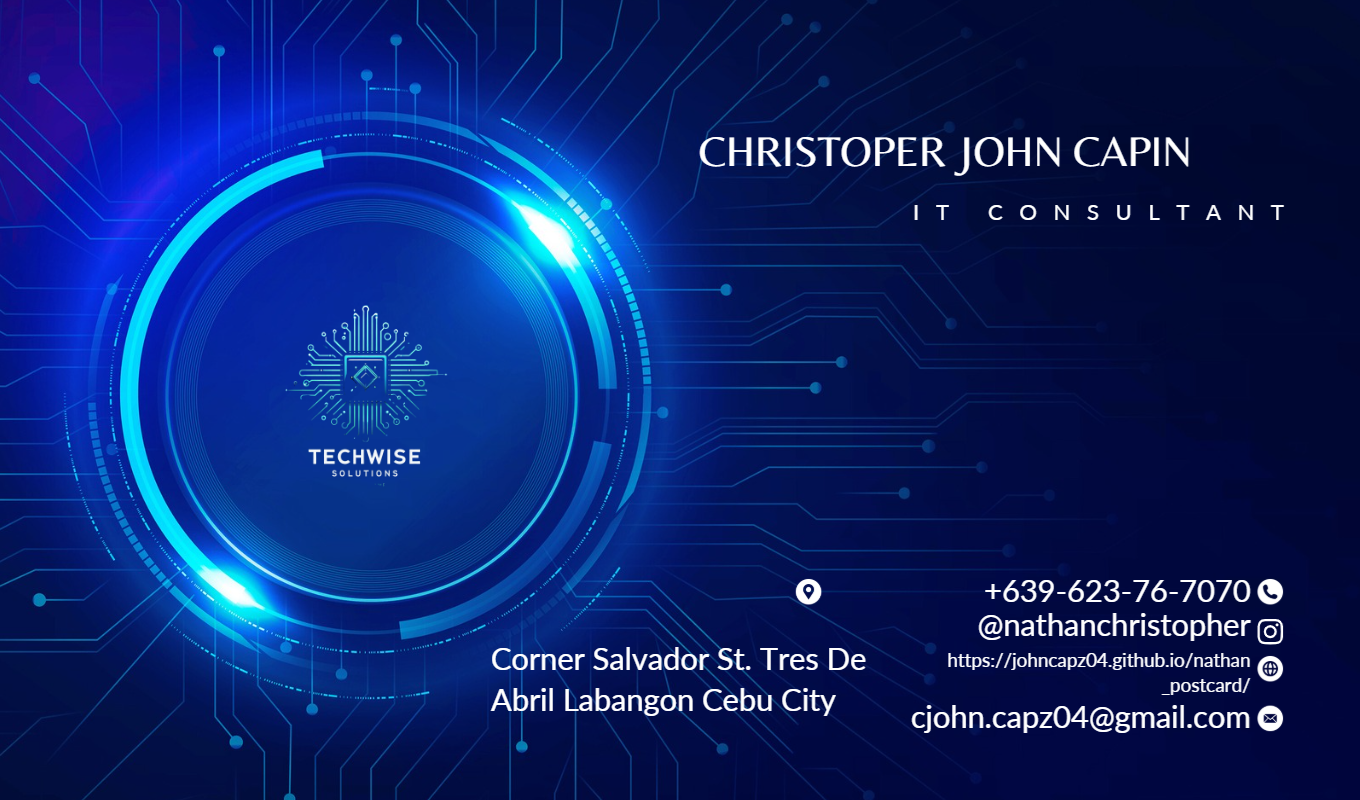 CHRISTOPER JOHN CAPIN
IT CONSULTANT
TECHWISE
SOLUTIONS
Corner Salvador St. Tres De
Abril Labangon Cebu City
+639-623-76-7070
@nathanchristopher
https://johncapz04.github.io/nathan
_postcard/
cjohn.capz04@gmail.com